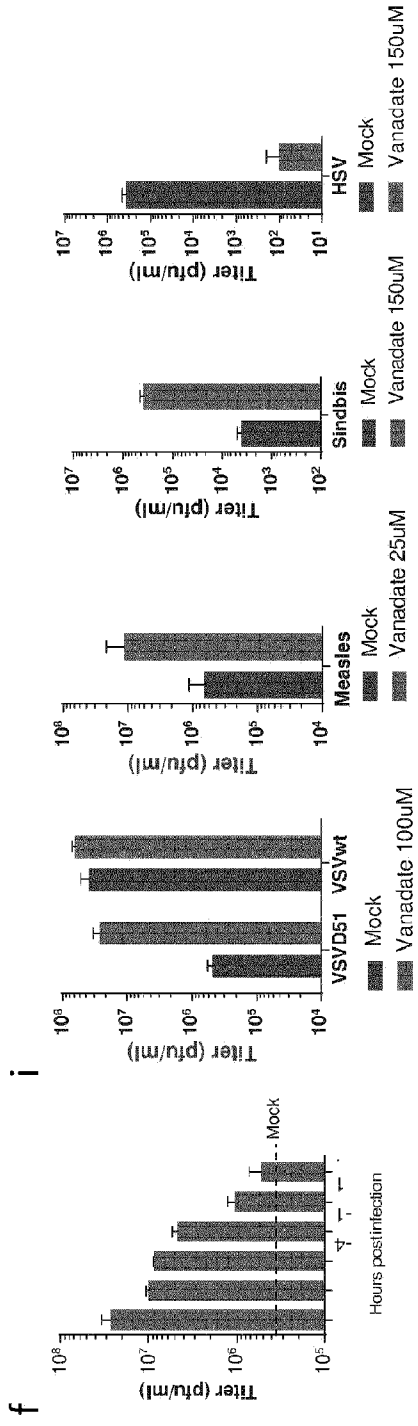 f
Titer (pfu/ml)
10⁸
10⁷
10⁶
10⁵
Mock
-4
-1
1
Hours postinfection
i
Titer (pfu/ml)
10⁸
10⁷
10⁶
10⁵
10⁴
VSVD51
VSVwt
Mock
Vanadate 100uM
Titer (pfu/ml)
10⁸
10⁷
10⁶
10⁵
10⁴
Measles
Mock
Vanadate 25uM
Titer (pfu/ml)
10⁷
10⁶
10⁵
10⁴
10³
10²
Sindbis
Mock
Vanadate 150uM
Titer (pfu/ml)
10⁷
10⁶
10⁵
10⁴
10³
10²
10¹
HSV
Mock
Vanadate 150uM